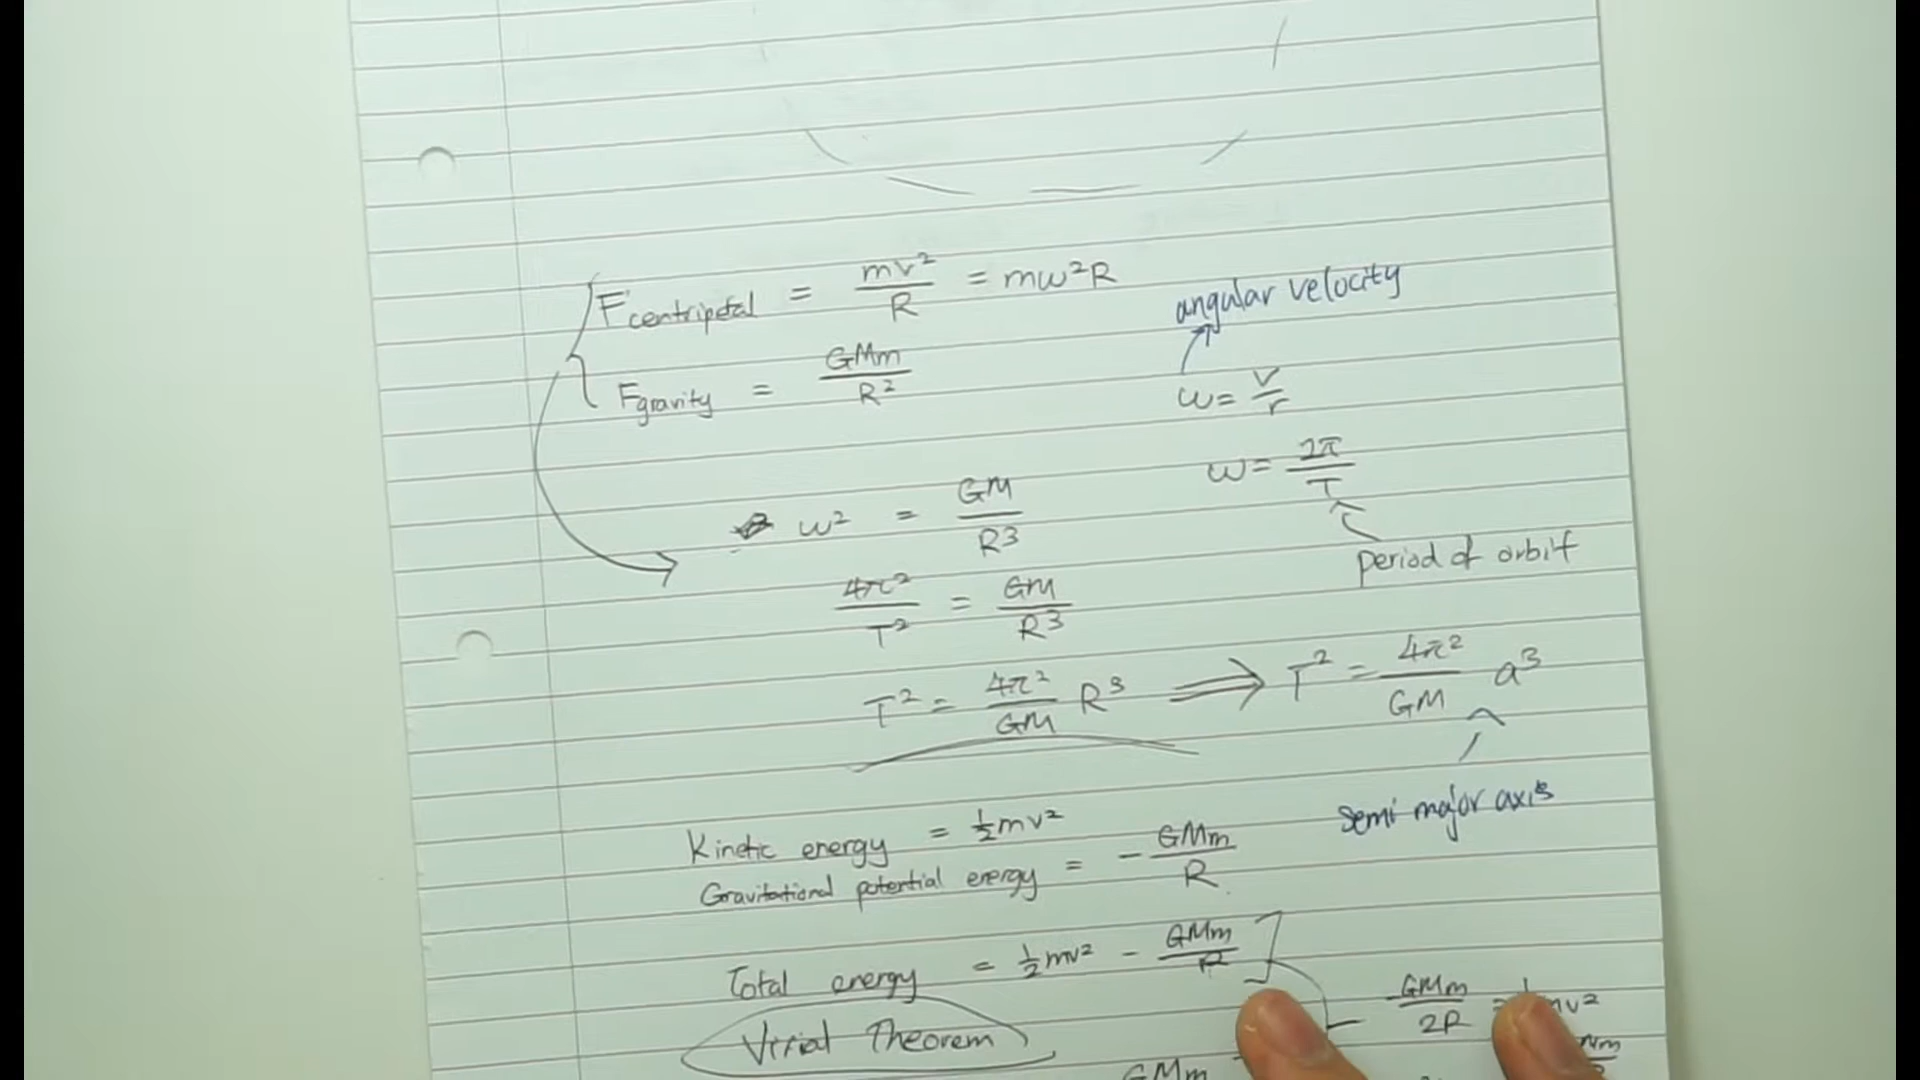 F centripetal = mv²/R = mω²R
angular velocity
F gravity = GMm/R²
ω = v/r
ω = 2π/T
ω² = GM/R³
period of orbit
4π²/T² = GM/R³
T² = 4π²/GM R³ ⟹ T² = 4π²/GM a³
semi major axis
Kinetic energy = ½mv²
Gravitational potential energy = - GMm/R
Total energy = ½mv² - GMm/R
GMm/2R = mv²
Virial Theorem
GMm